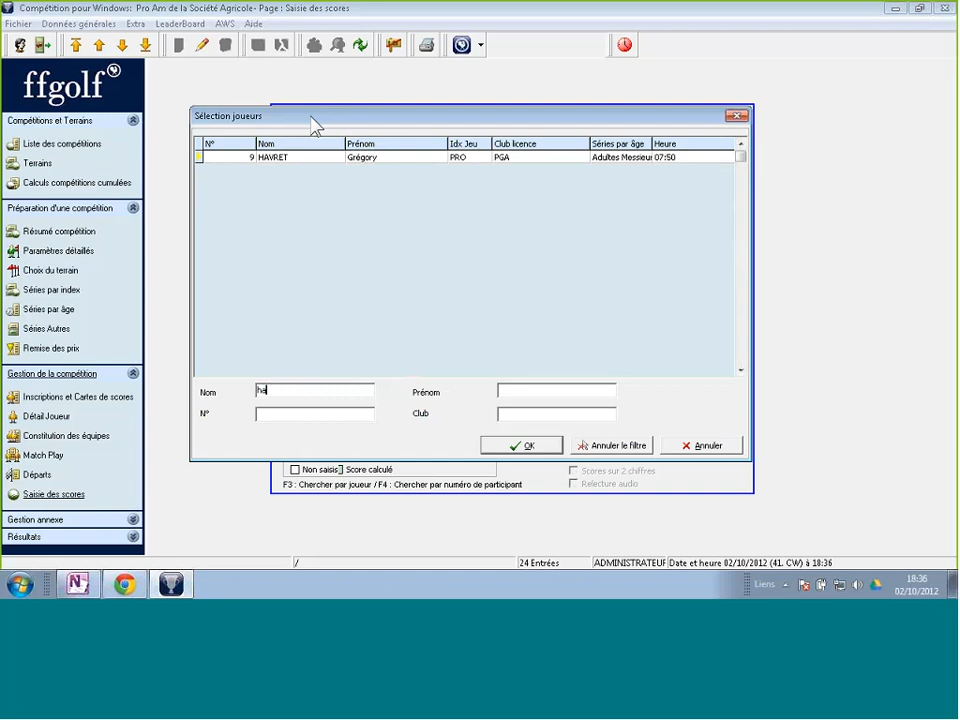 Compétition pour Windows: Pro Am de la Société Agricole- Page : Saisie des scores
Fichier Données générales Extra LeaderBoard AWS Aide
ffgolf
Compétitions et Terrains
Liste des compétitions
Terrains
Calculs compétitions cumulées
Préparation d'une compétition
Résumé compétition
Paramètres détaillés
Choix du terrain
Séries par index
Séries par âge
Séries Autres
Remise des prix
Gestion de la compétition
Inscriptions et Cartes de scores
Détail Joueur
Constitution des équipes
Match Play
Départs
Saisie des scores
Gestion annexe
Résultats
Sélection joueurs
N° Nom Prénom Idx Jeu Club licence Séries par âge Heure
9 HAVRET Grégory PRO PGA Adultes Messieur 07:50
Nom ha Prénom
N° Club
OK Annuler le filtre Annuler
Non saisis Score calculé Scores sur 2 chiffres
F3 : Chercher par joueur / F4 : Chercher par numéro de participant Relecture audio
/ 24 Entrées ADMINISTRATEUR Date et heure 02/10/2012 (41. CW) à 18:36
Liens 18:36
02/10/2012